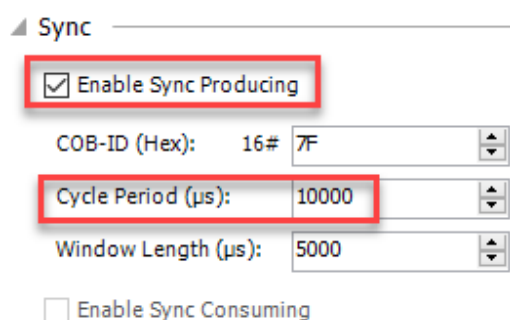 Sync
Enable Sync Producing
COB-ID (Hex): 16# 7F
Cycle Period (µs): 10000
Window Length (µs): 5000
Enable Sync Consuming